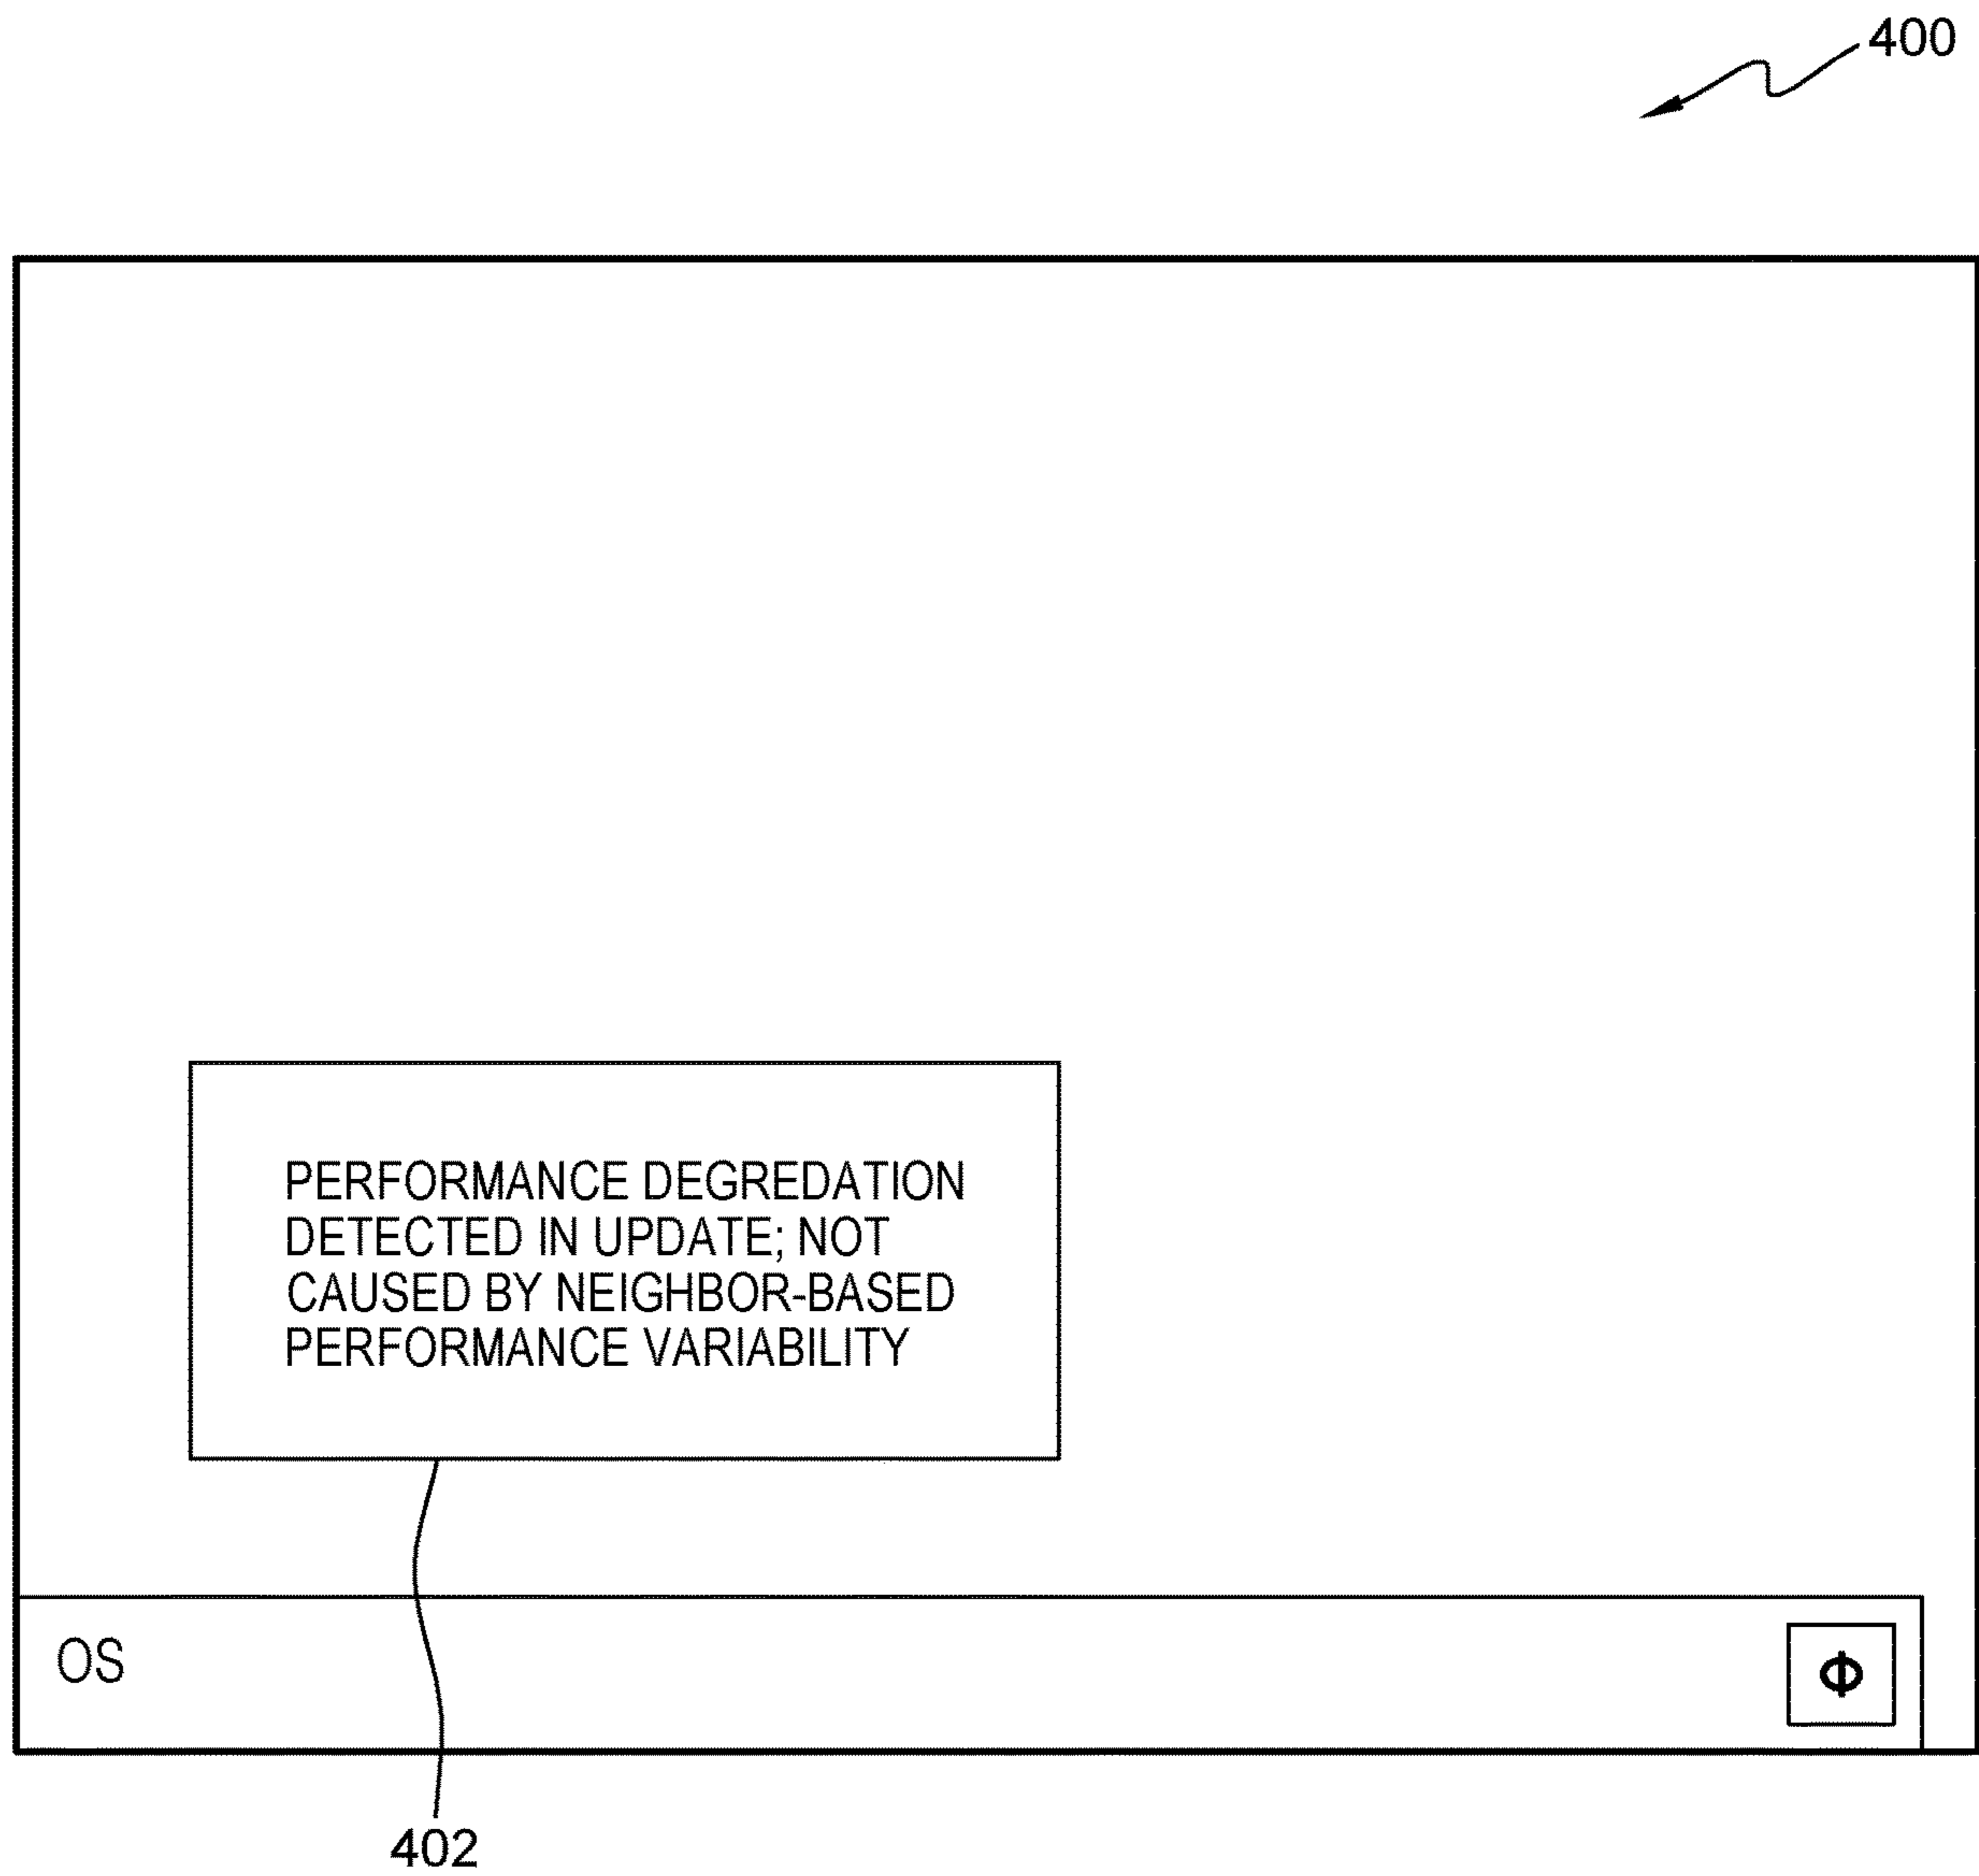 400
PERFORMANCE DEGREDATION
DETECTED IN UPDATE; NOT
CAUSED BY NEIGHBOR-BASED
PERFORMANCE VARIABILITY
OS
Φ
402